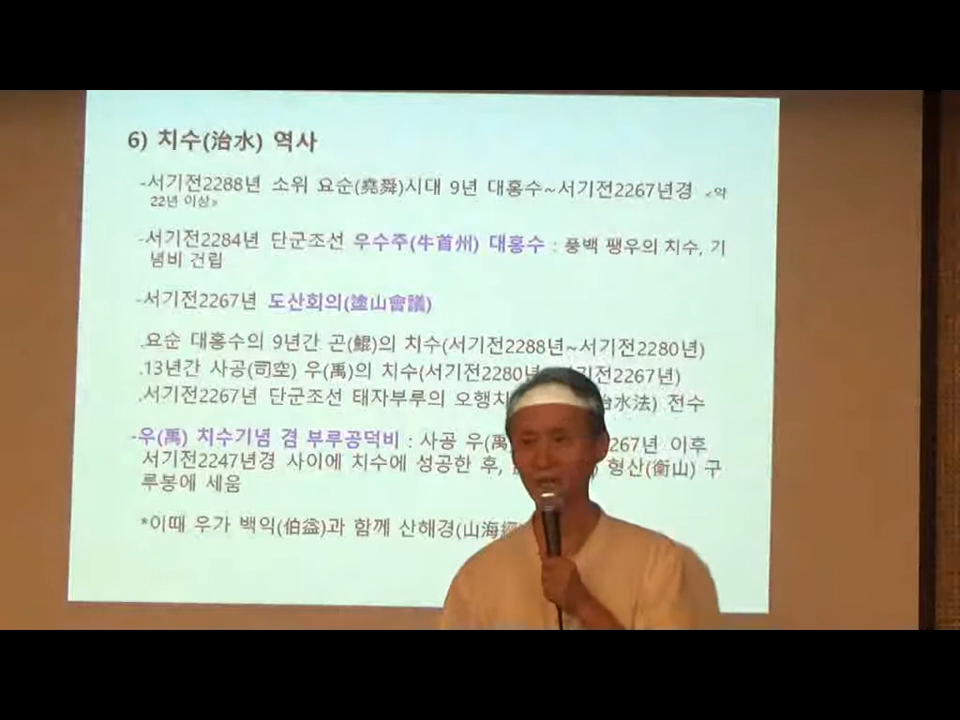 6) 치수(治水) 역사
-서기전2288년 소위 요순(堯舜)시대 9년 대홍수~서기전2267년경 <약
22년 이상>
-서기전2284년 단군조선 우수주(牛首州) 대홍수 : 풍백 팽우의 치수, 기
념비 건립
-서기전2267년 도산회의(塗山會議)
.요순 대홍수의 9년간 곤(鯤)의 치수(서기전2288년~서기전2280년)
.13년간 사공(司空) 우(禹)의 치수(서기전2280년 서기전2267년)
.서기전2267년 단군조선 태자부루의 오행치 治水法) 전수
-우(禹) 치수기념 겸 부루공덕비 : 사공 우(禹 2267년 이후
서기전2247년경 사이에 치수에 성공한 후, 형산(衡山) 구
루봉에 세움
*이때 우가 백익(伯益)과 함께 산해경(山海經